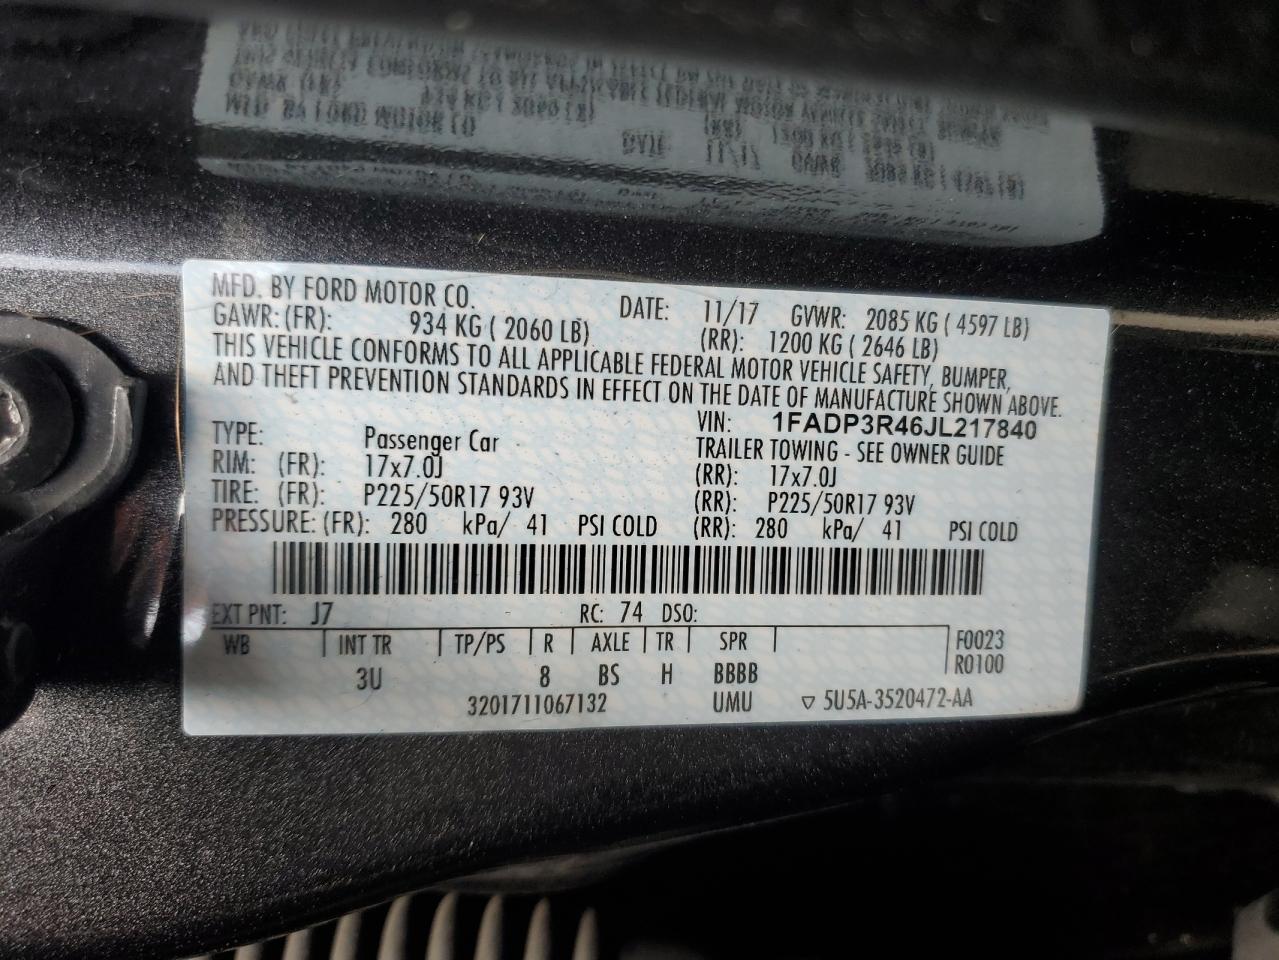 MFD. BY FORD MOTOR CO. DATE: 11/17 GVWR: 2085 KG ( 4597 LB)
GAWR: (FR): 934 KG ( 2060 LB) (RR): 1200 KG ( 2646 LB)
THIS VEHICLE CONFORMS TO ALL APPLICABLE FEDERAL MOTOR VEHICLE SAFETY, BUMPER,
AND THEFT PREVENTION STANDARDS IN EFFECT ON THE DATE OF MANUFACTURE SHOWN ABOVE.
VIN: 1FADP3R46JL217840
TYPE: Passenger Car TRAILER TOWING - SEE OWNER GUIDE
RIM: (FR): 17x7.0J (RR): 17x7.0J
TIRE: (FR): P225/50R17 93V (RR): P225/50R17 93V
PRESSURE: (FR): 280 kPa/ 41 PSI COLD (RR): 280 kPa/ 41 PSI COLD
EXT PNT: J7 RC: 74 DSO:
WB INT TR TP/PS R AXLE TR SPR F0023
3U 8 BS H BBBB R0100
3201711067132 UMU ▽ 5U5A-3520472-AA